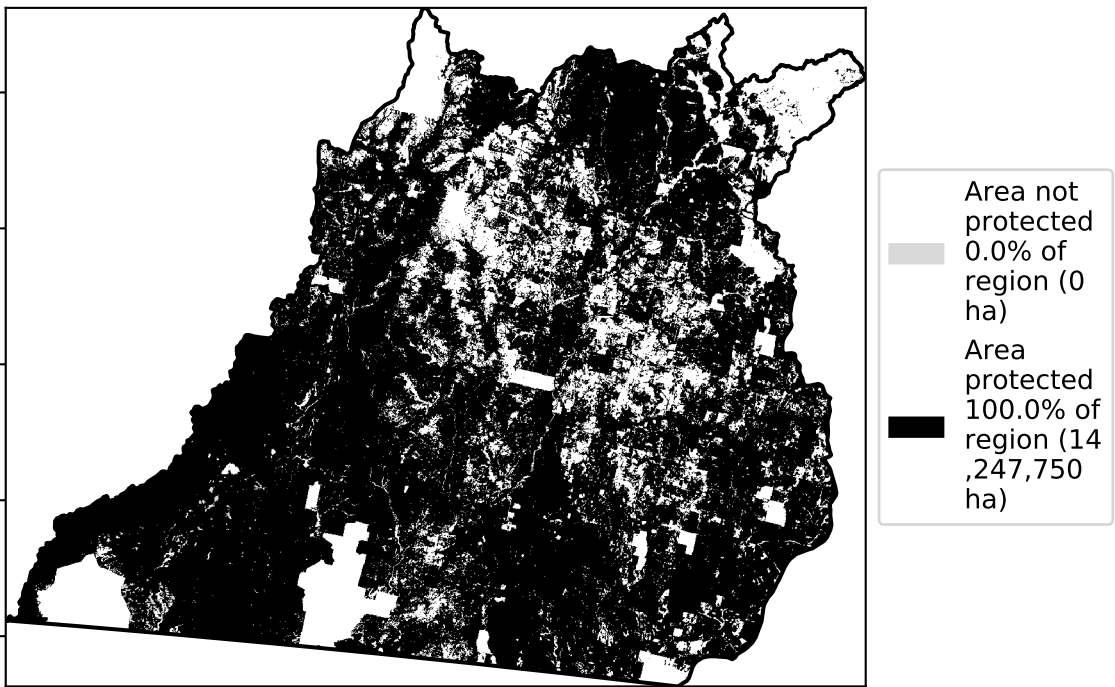 Area not
protected
0.0% of
region (0
ha)
Area
protected
100.0% of
region (14
,247,750
ha)